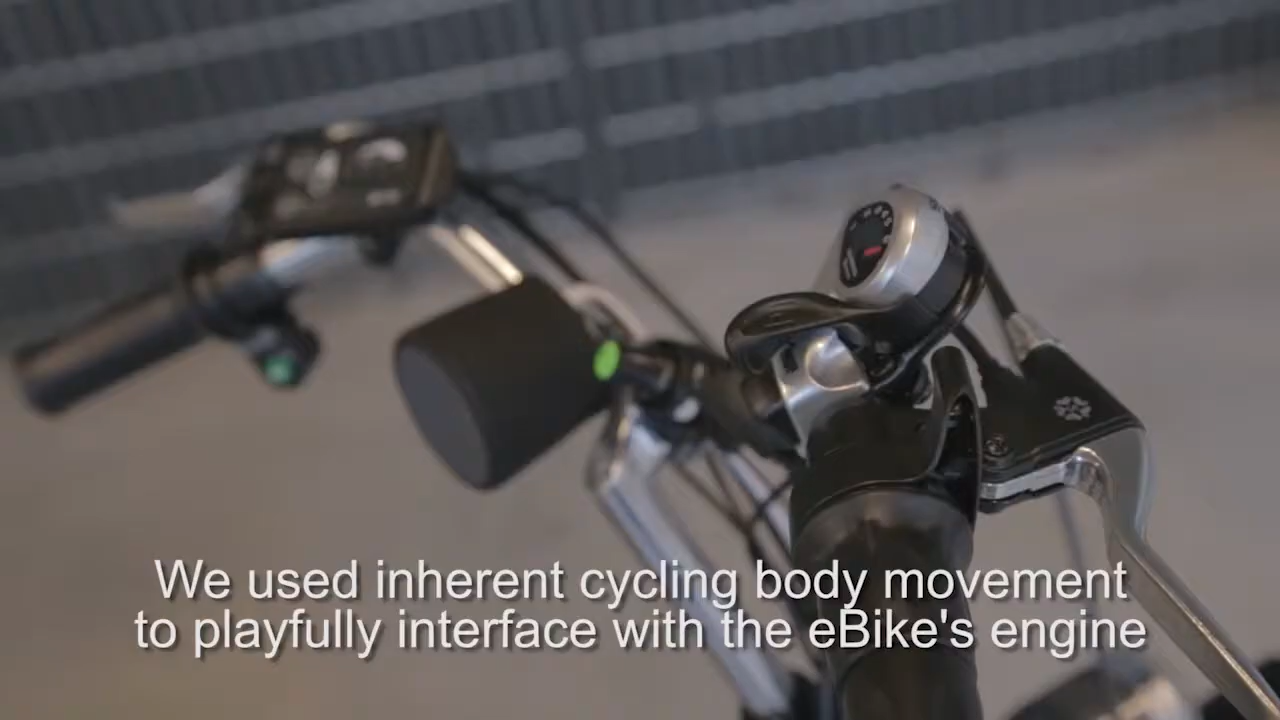 We used inherent cycling body movement
to playfully interface with the eBike's engine